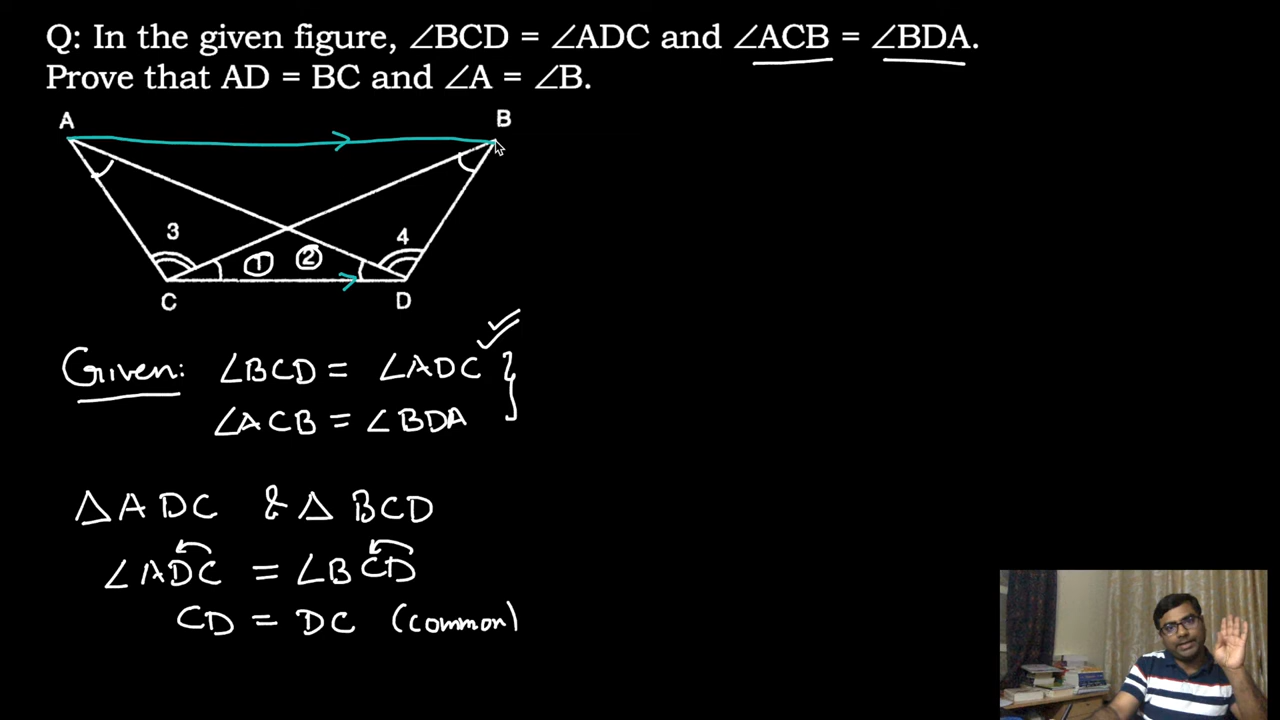 Q: In the given figure, ∠BCD = ∠ADC and ∠ACB = ∠BDA.
Prove that AD = BC and ∠A = ∠B.
A
B
3
4
1
2
C
D
Given: ∠BCD = ∠ADC
∠ACB = ∠BDA
△ADC & △BCD
∠ADC = ∠BCD
CD = DC (common)